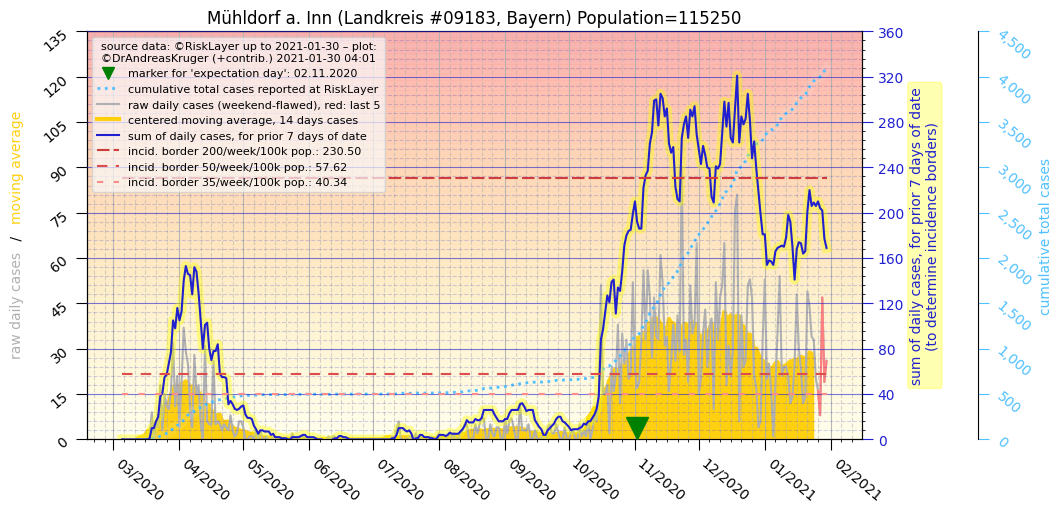 Mühldorf a. Inn (Landkreis #09183, Bayern) Population=115250
source data: ©RiskLayer up to 2021-01-30 – plot:
©DrAndreasKruger (+contrib.) 2021-01-30 04:01
marker for 'expectation day': 02.11.2020
cumulative total cases reported at RiskLayer
raw daily cases (weekend-flawed), red: last 5
centered moving average, 14 days cases
sum of daily cases, for prior 7 days of date
incid. border 200/week/100k pop.: 230.50
incid. border 50/week/100k pop.: 57.62
incid. border 35/week/100k pop.: 40.34
raw daily cases / moving average
135
120
105
90
75
60
45
30
15
0
360
320
280
240
200
160
120
80
40
0
sum of daily cases, for prior 7 days of date
(to determine incidence borders)
4,500
4,000
3,500
3,000
2,500
2,000
1,500
1,000
500
0
cumulative total cases
03/2020
04/2020
05/2020
06/2020
07/2020
08/2020
09/2020
10/2020
11/2020
12/2020
01/2021
02/2021